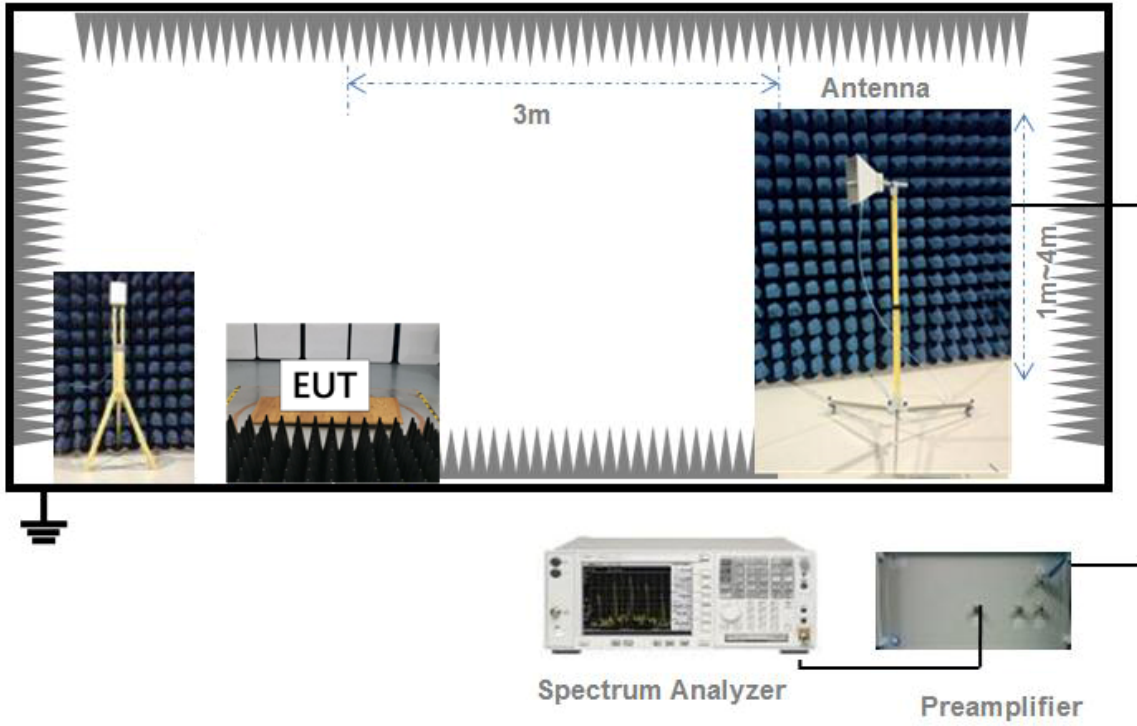 Antenna
3m
1m~4m
EUT
Spectrum Analyzer
Preamplifier